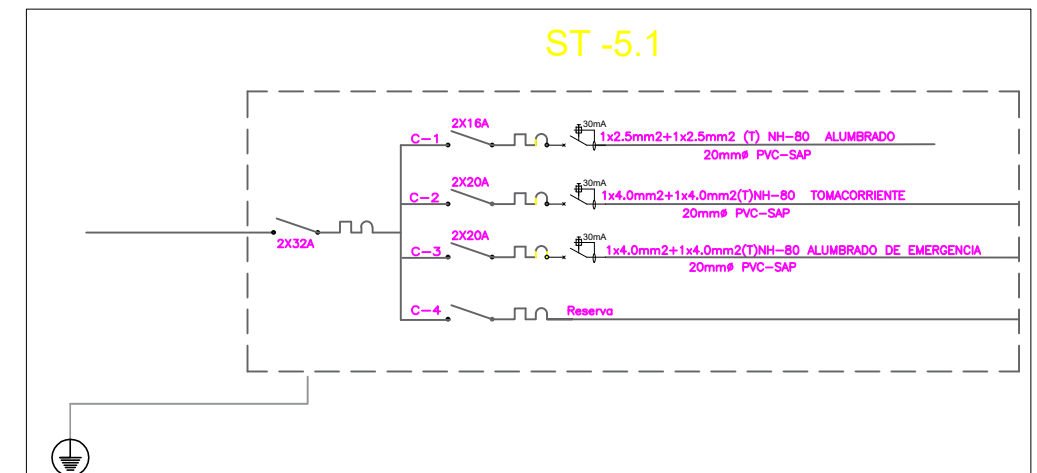 ST -5.1
2X16A
30mA
C-1
1x2.5mm2+1x2.5mm2 (T) NH-80 ALUMBRADO
20mmø PVC-SAP
2X20A
30mA
C-2
1x4.0mm2+1x4.0mm2(T)NH-80 TOMACORRIENTE
20mmø PVC-SAP
2X32A
2X20A
30mA
C-3
1x4.0mm2+1x4.0mm2(T)NH-80 ALUMBRADO DE EMERGENCIA
20mmø PVC-SAP
C-4
Reserva